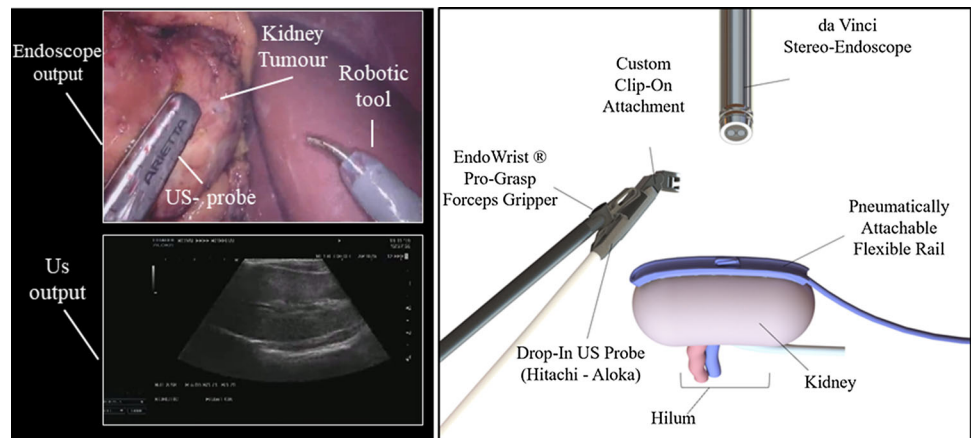 Endoscope
output
Kidney
Tumour
Robotic
tool
ARIETTA
US- probe
Us
output
da Vinci
Stereo-Endoscope
Custom
Clip-On
Attachment
EndoWrist ®
Pro-Grasp
Forceps Gripper
Pneumatically
Attachable
Flexible Rail
Drop-In US Probe
(Hitachi - Aloka)
Kidney
Hilum